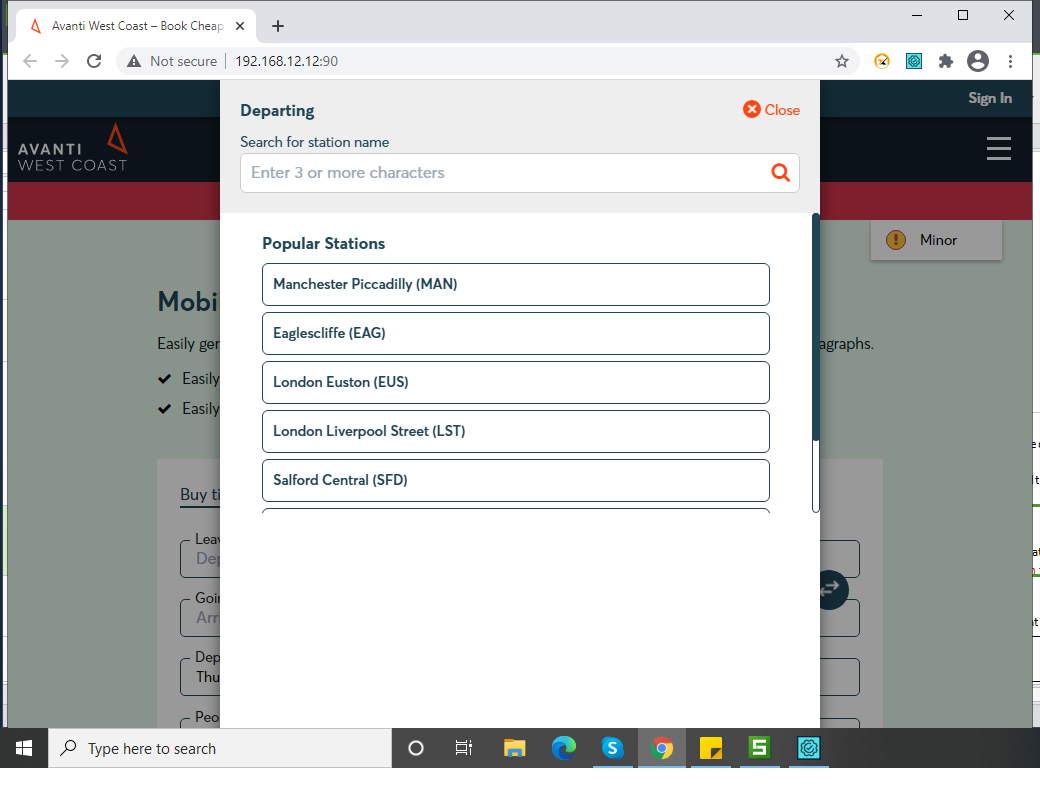 Avanti West Coast – Book Cheap
Not secure
192.168.12.12:90
Sign In
AVANTI
WEST COAST
Departing
Close
Search for station name
Enter 3 or more characters
Minor
Popular Stations
Manchester Piccadilly (MAN)
Eaglescliffe (EAG)
London Euston (EUS)
London Liverpool Street (LST)
Salford Central (SFD)
Mobi
Easily ger
agraphs.
Easily
Easily
Buy ti
Leav
Dep
Goin
Arri
Dep
Thu
Peo
Type here to search